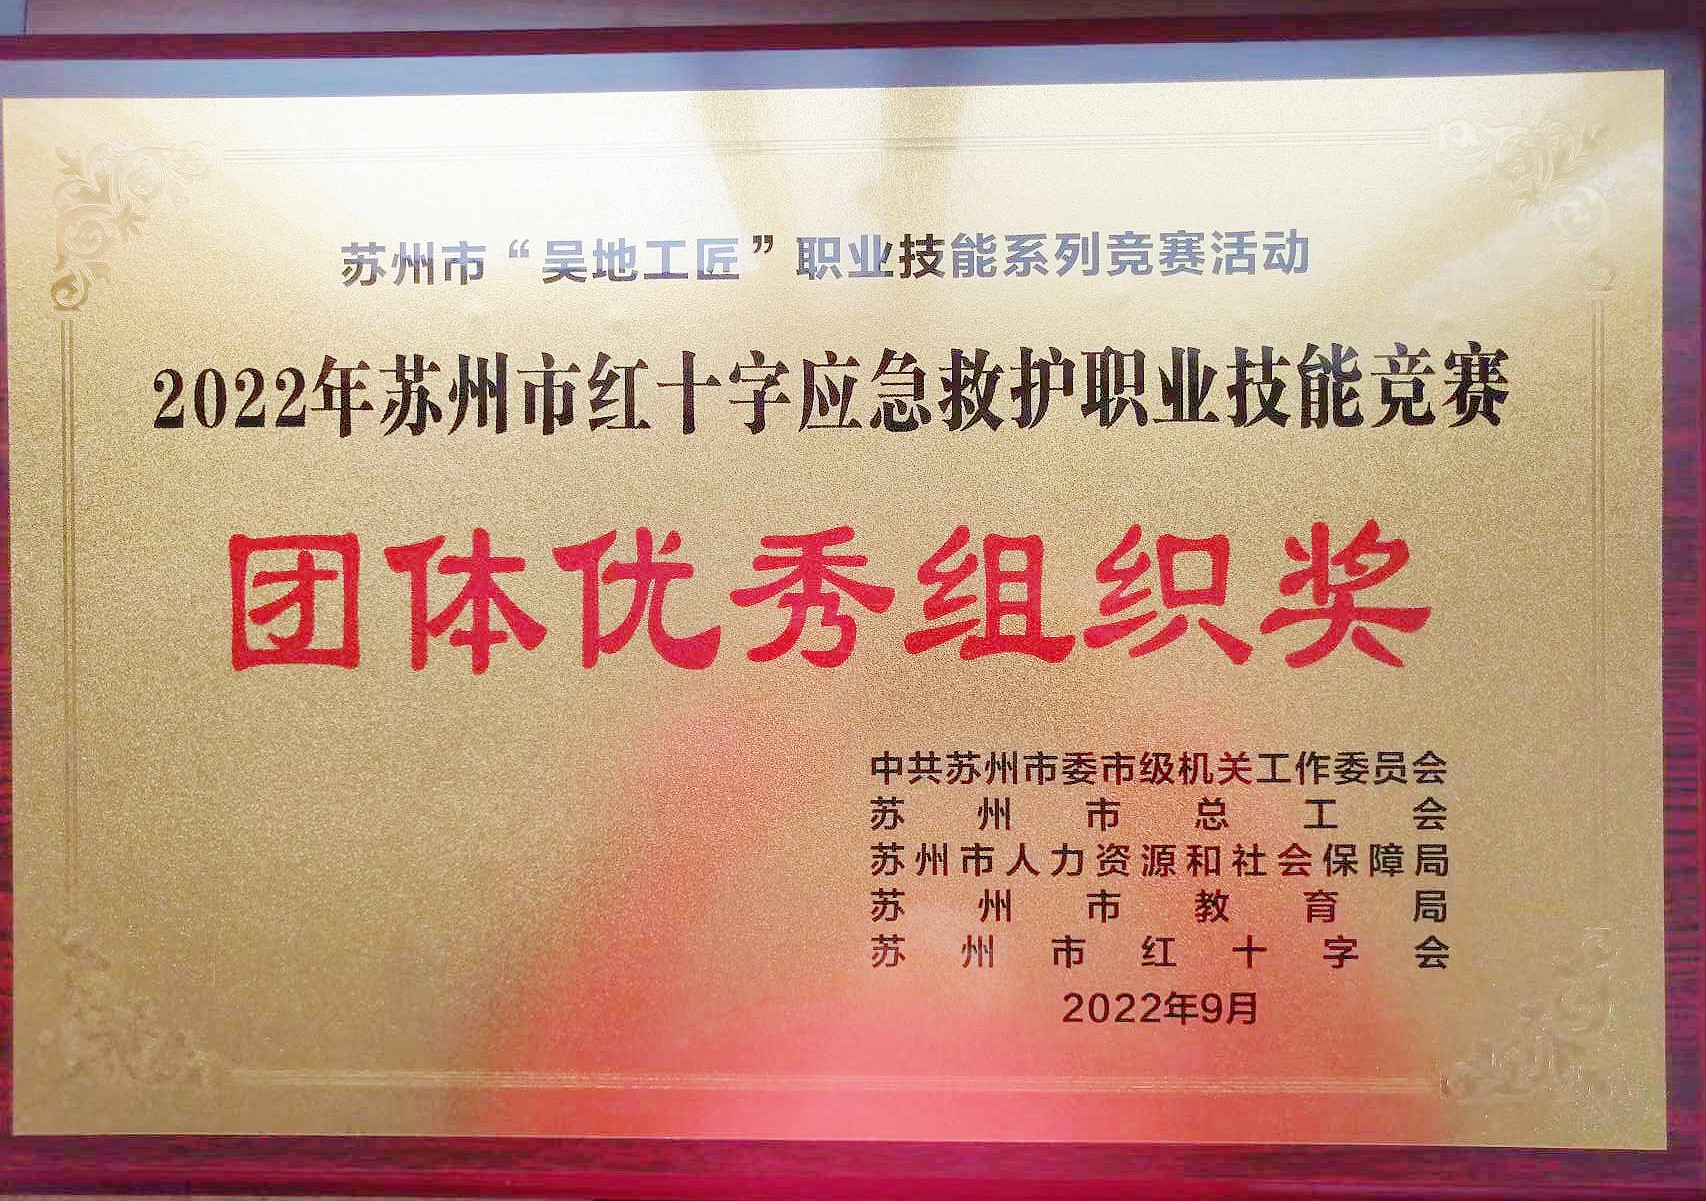 苏州市“吴地工匠”职业技能系列竞赛活动
2022年苏州市红十字应急救护职业技能竞赛
团体优秀组织奖
中共苏州市委市级机关工作委员会
苏州市总工会
苏州市人力资源和社会保障局
苏州市教育局
苏州市红十字会
2022年9月